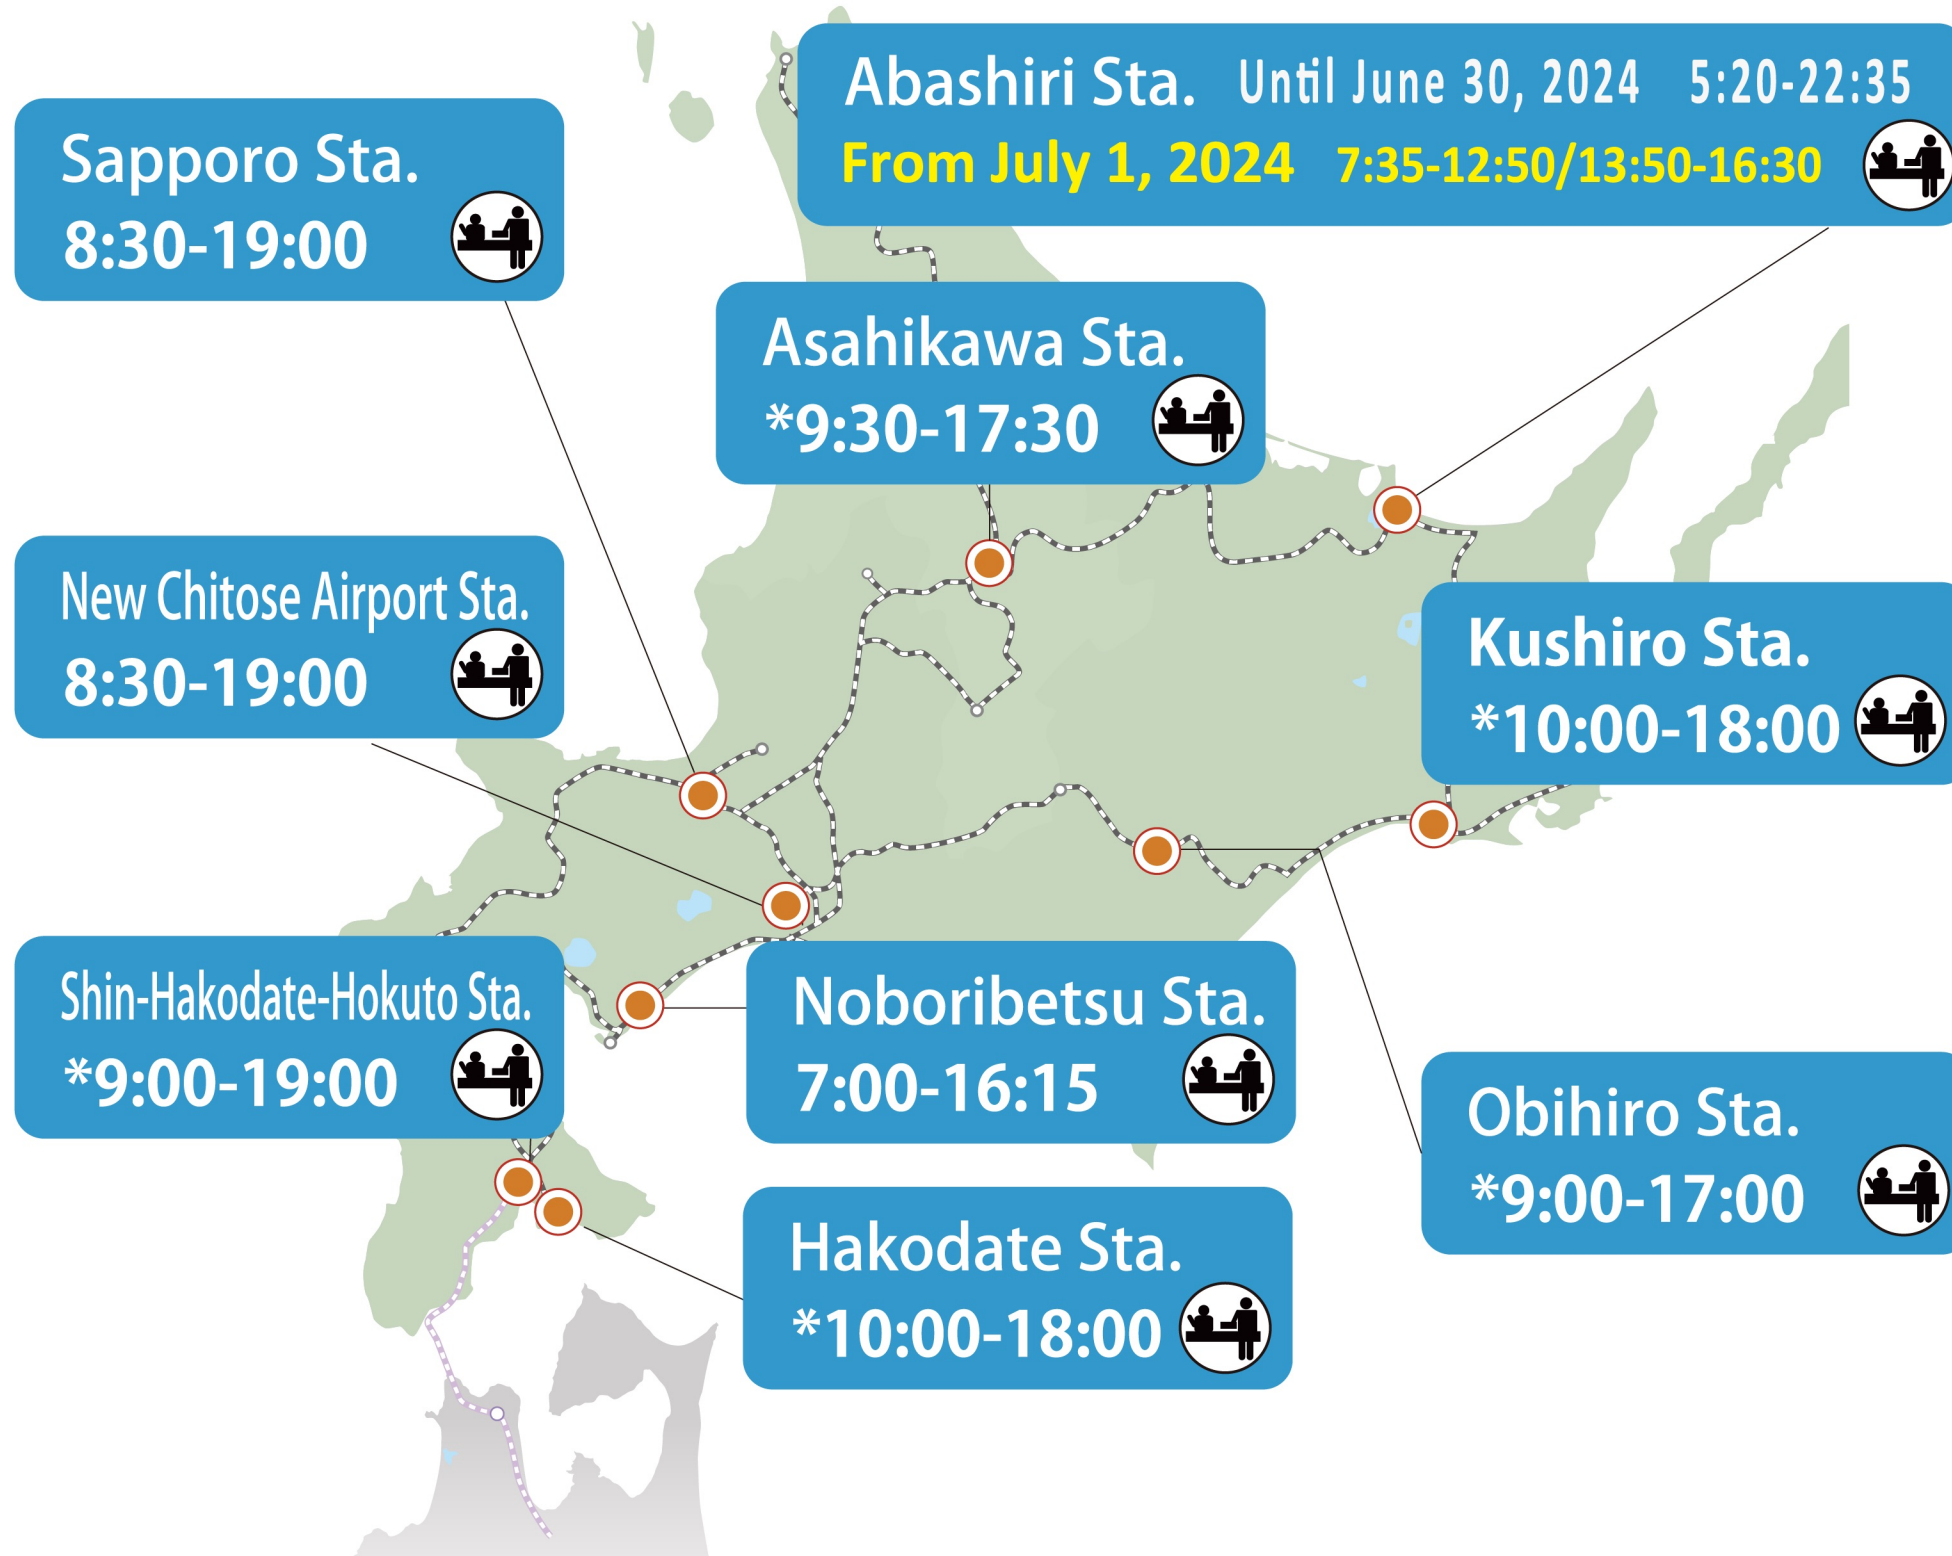 Abashiri Sta. Until June 30, 2024 5:20-22:35
From July 1, 2024 7:35-12:50/13:50-16:30
Sapporo Sta.
8:30-19:00
Asahikawa Sta.
*9:30-17:30
New Chitose Airport Sta.
8:30-19:00
Kushiro Sta.
*10:00-18:00
Shin-Hakodate-Hokuto Sta.
*9:00-19:00
Noboribetsu Sta.
7:00-16:15
Obihiro Sta.
*9:00-17:00
Hakodate Sta.
*10:00-18:00